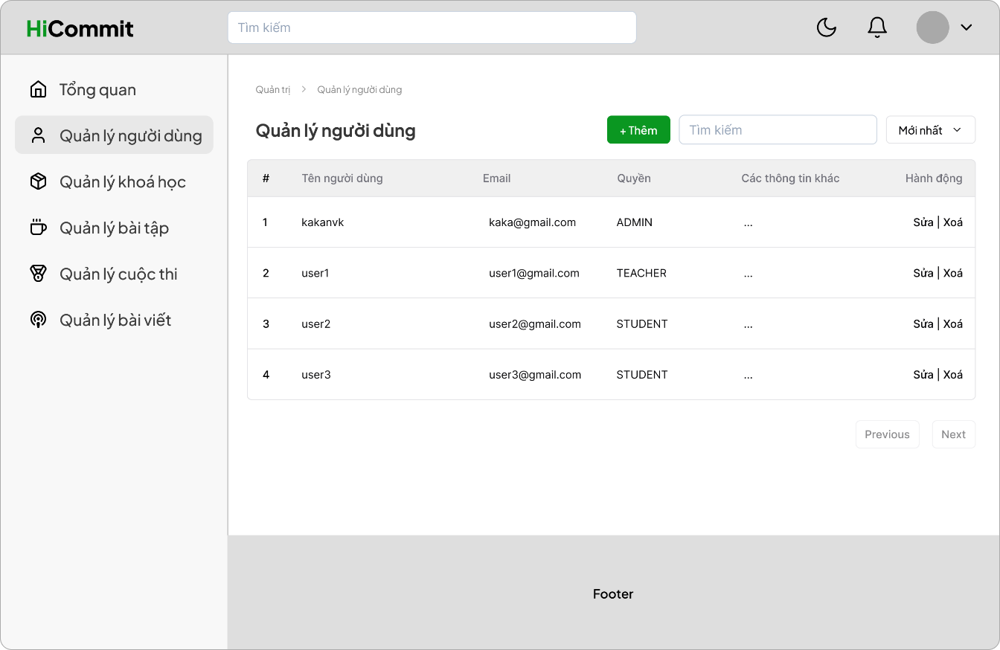 HiCommit
Tìm kiếm
Tổng quan
Quản lý người dùng
Quản lý khoá học
Quản lý bài tập
Quản lý cuộc thi
Quản lý bài viết
Quản trị > Quản lý người dùng
Quản lý người dùng
+ Thêm
Tìm kiếm
Mới nhất
# Tên người dùng Email Quyền Các thông tin khác Hành động
1 kakanvk kaka@gmail.com ADMIN ... Sửa | Xoá
2 user1 user1@gmail.com TEACHER ... Sửa | Xoá
3 user2 user2@gmail.com STUDENT ... Sửa | Xoá
4 user3 user3@gmail.com STUDENT ... Sửa | Xoá
Previous Next
Footer